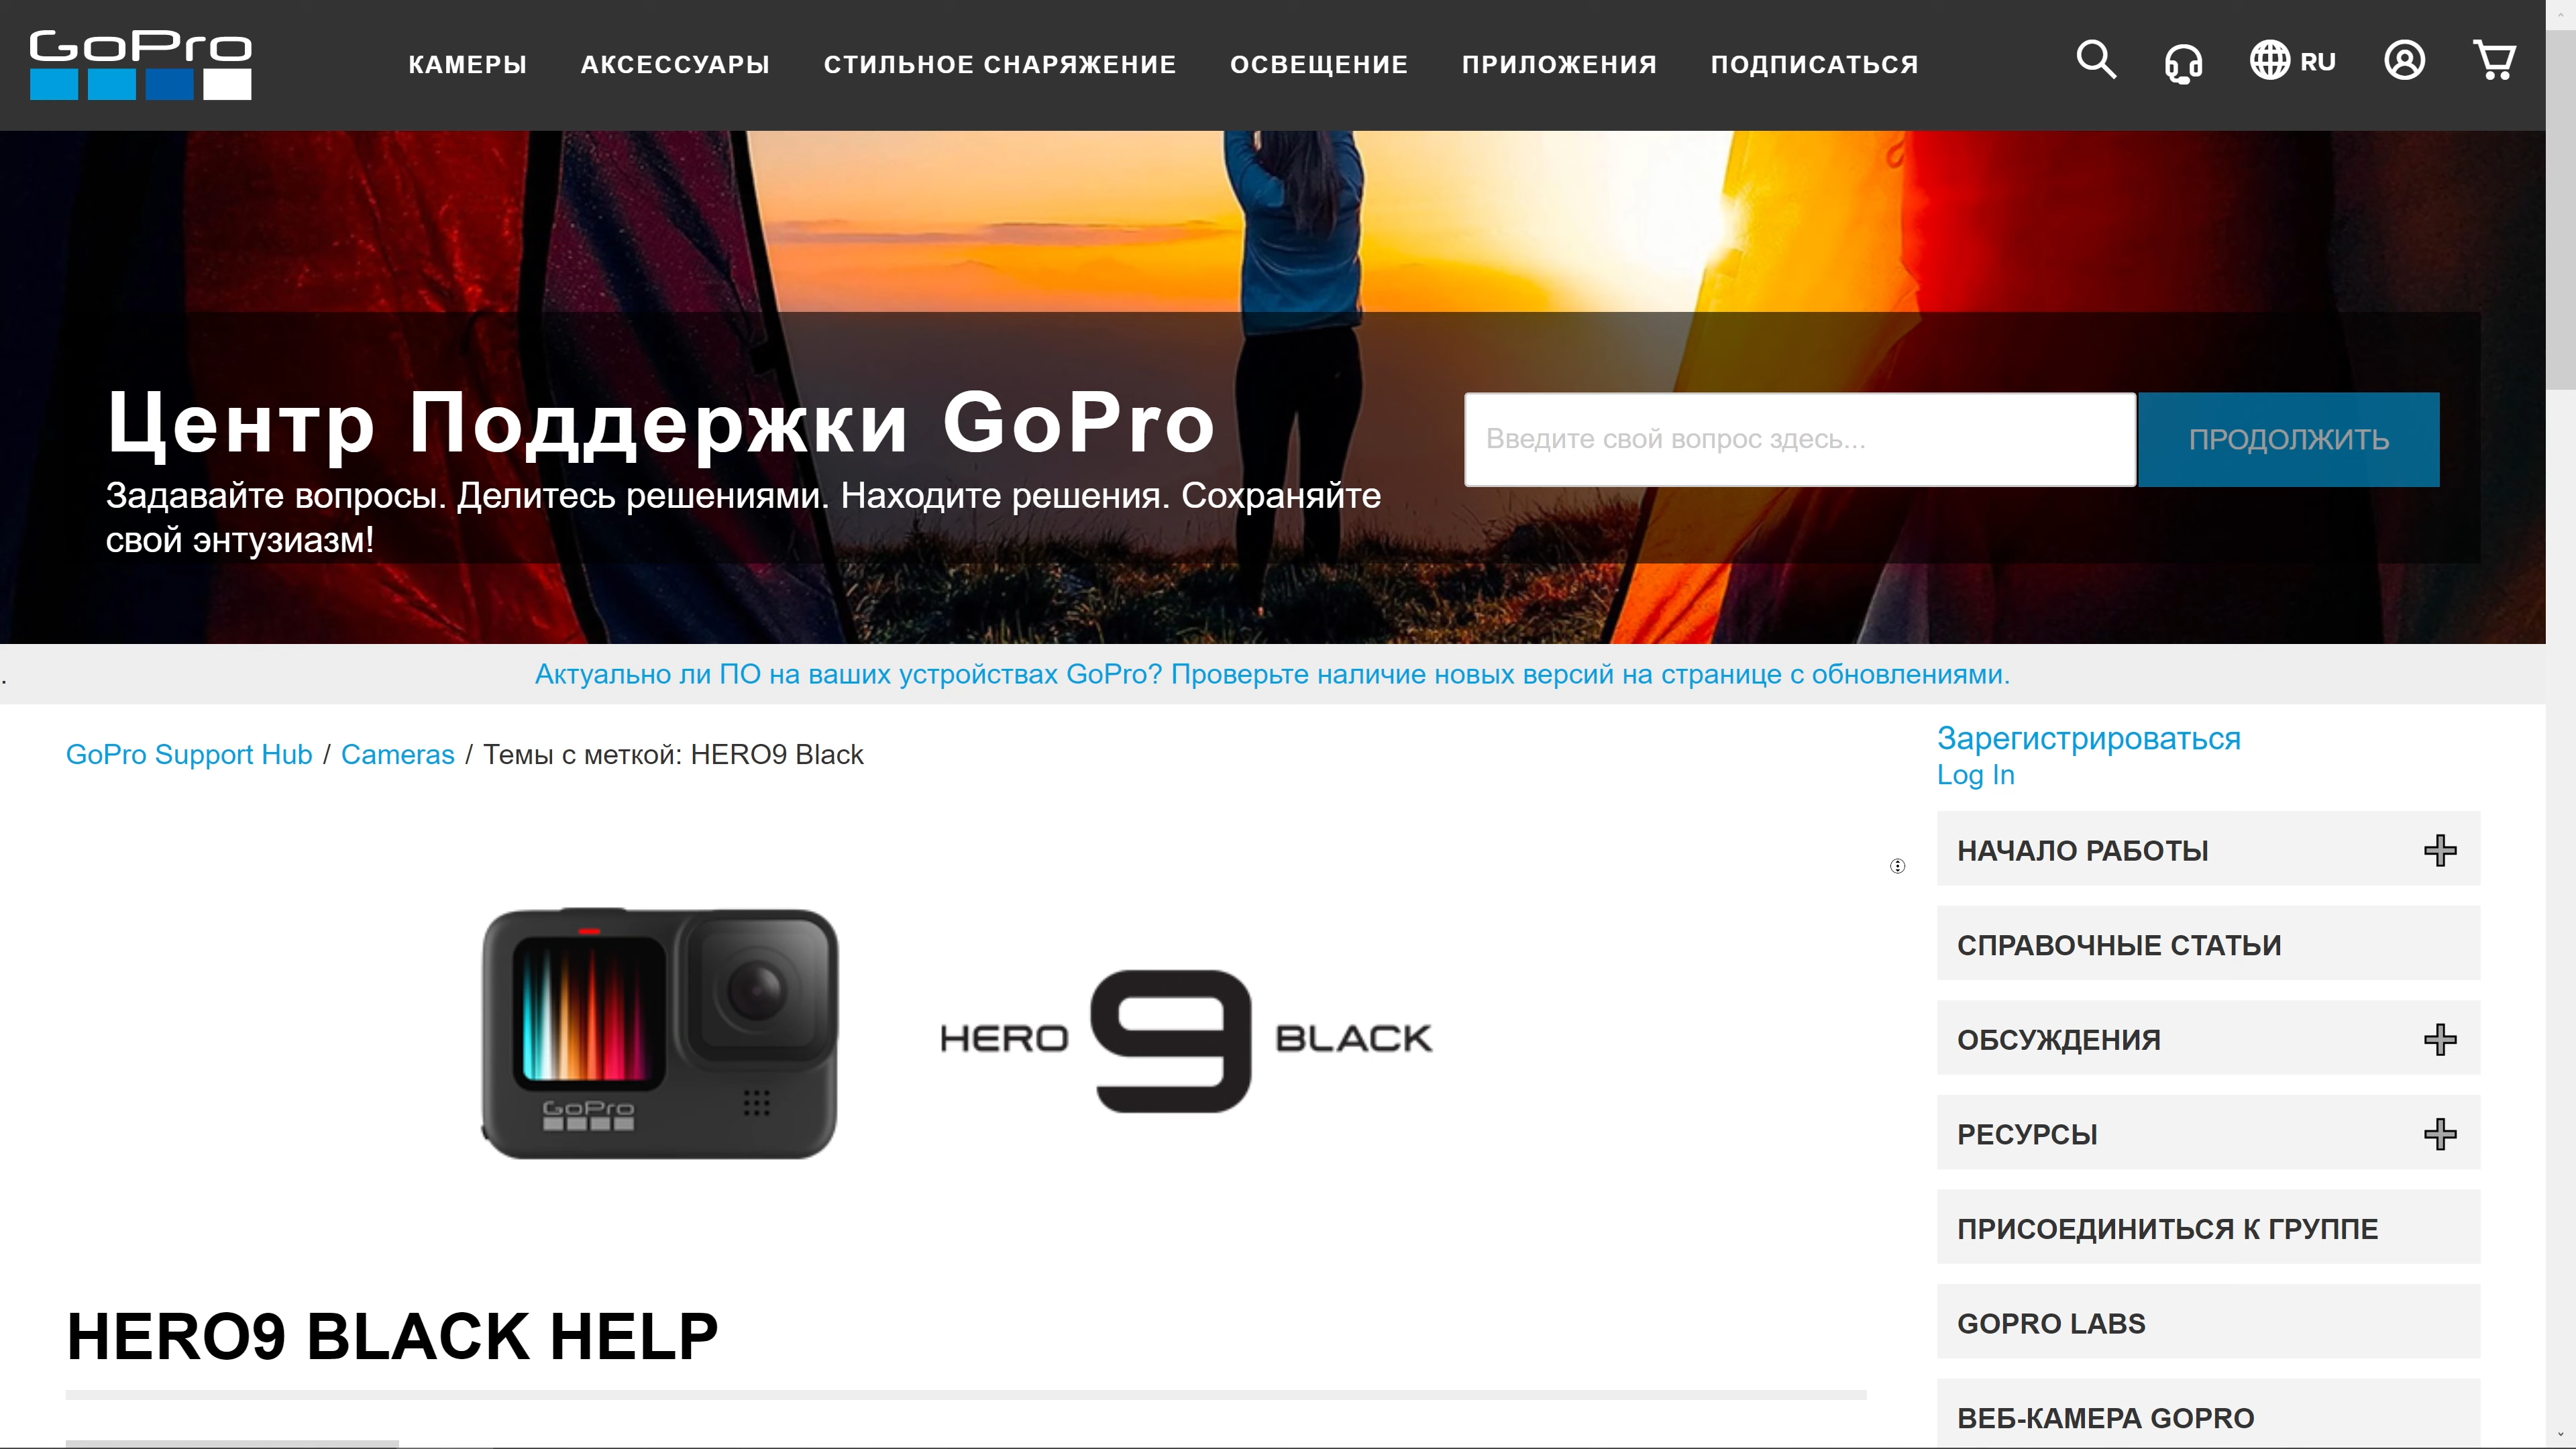 GoPro
КАМЕРЫ АКСЕССУАРЫ СТИЛЬНОЕ СНАРЯЖЕНИЕ ОСВЕЩЕНИЕ ПРИЛОЖЕНИЯ ПОДПИСАТЬСЯ RU
Центр Поддержки GoPro
Задавайте вопросы. Делитесь решениями. Находите решения. Сохраняйте
свой энтузиазм!
Введите свой вопрос здесь...
ПРОДОЛЖИТЬ
. Актуально ли ПО на ваших устройствах GoPro? Проверьте наличие новых версий на странице с обновлениями.
GoPro Support Hub / Cameras / Темы с меткой: HERO9 Black
GoPro
HERO 9 BLACK
HERO9 BLACK HELP
Зарегистрироваться
Log In
НАЧАЛО РАБОТЫ
СПРАВОЧНЫЕ СТАТЬИ
ОБСУЖДЕНИЯ
РЕСУРСЫ
ПРИСОЕДИНИТЬСЯ К ГРУППЕ
GOPRO LABS
ВЕБ-КАМЕРА GOPRO